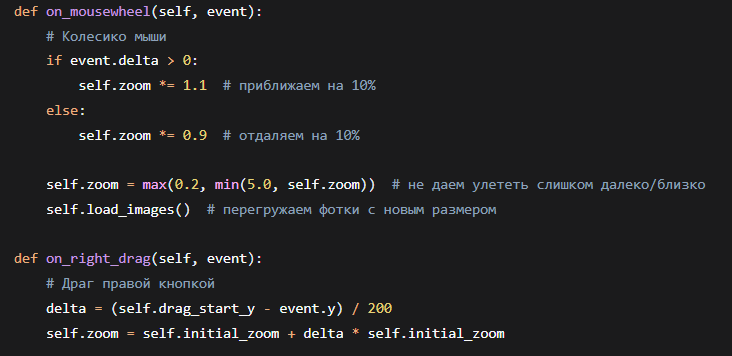 def on_mousewheel(self, event):
    # Колесико мыши
    if event.delta > 0:
        self.zoom *= 1.1  # приближаем на 10%
    else:
        self.zoom *= 0.9  # отдаляем на 10%

    self.zoom = max(0.2, min(5.0, self.zoom))  # не даем улететь слишком далеко/близко
    self.load_images()  # перегружаем фотки с новым размером

def on_right_drag(self, event):
    # Драг правой кнопкой
    delta = (self.drag_start_y - event.y) / 200
    self.zoom = self.initial_zoom + delta * self.initial_zoom